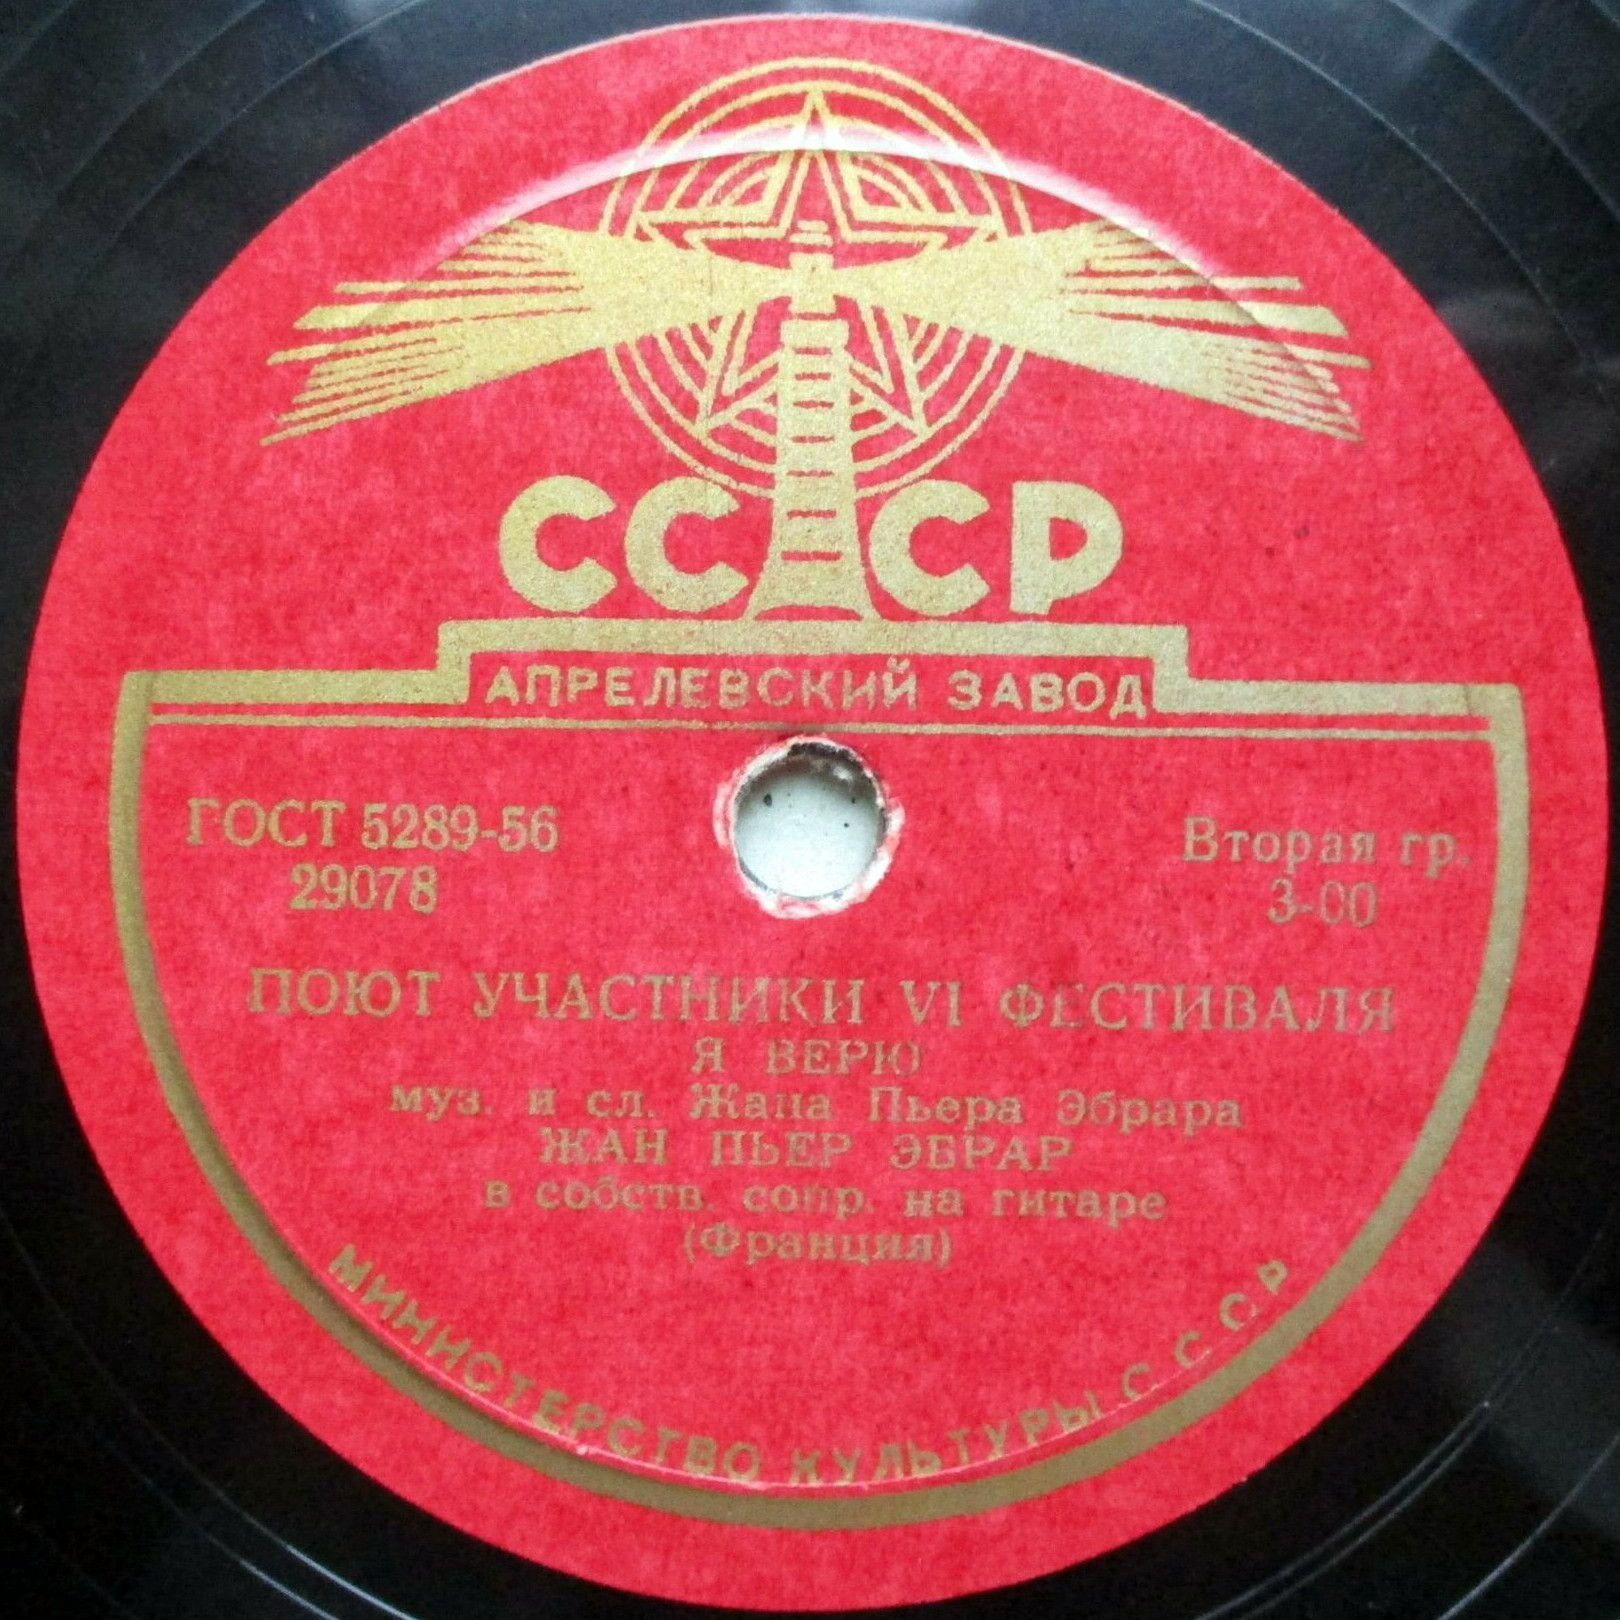 СССР
АПРЕЛЕВСКИЙ ЗАВОД
ГОСТ 5289-56
29078
Вторая гр.
3-00
ПОЮТ УЧАСТНИКИ VI ФЕСТИВАЛЯ
Я ВЕРЮ
муз. и сл. Жана Пьера Эбрара
ЖАН ПЬЕР ЭБРАР
в собств. сопр. на гитаре
(Франция)
МИНИСТЕРСТВО КУЛЬТУРЫ СССР